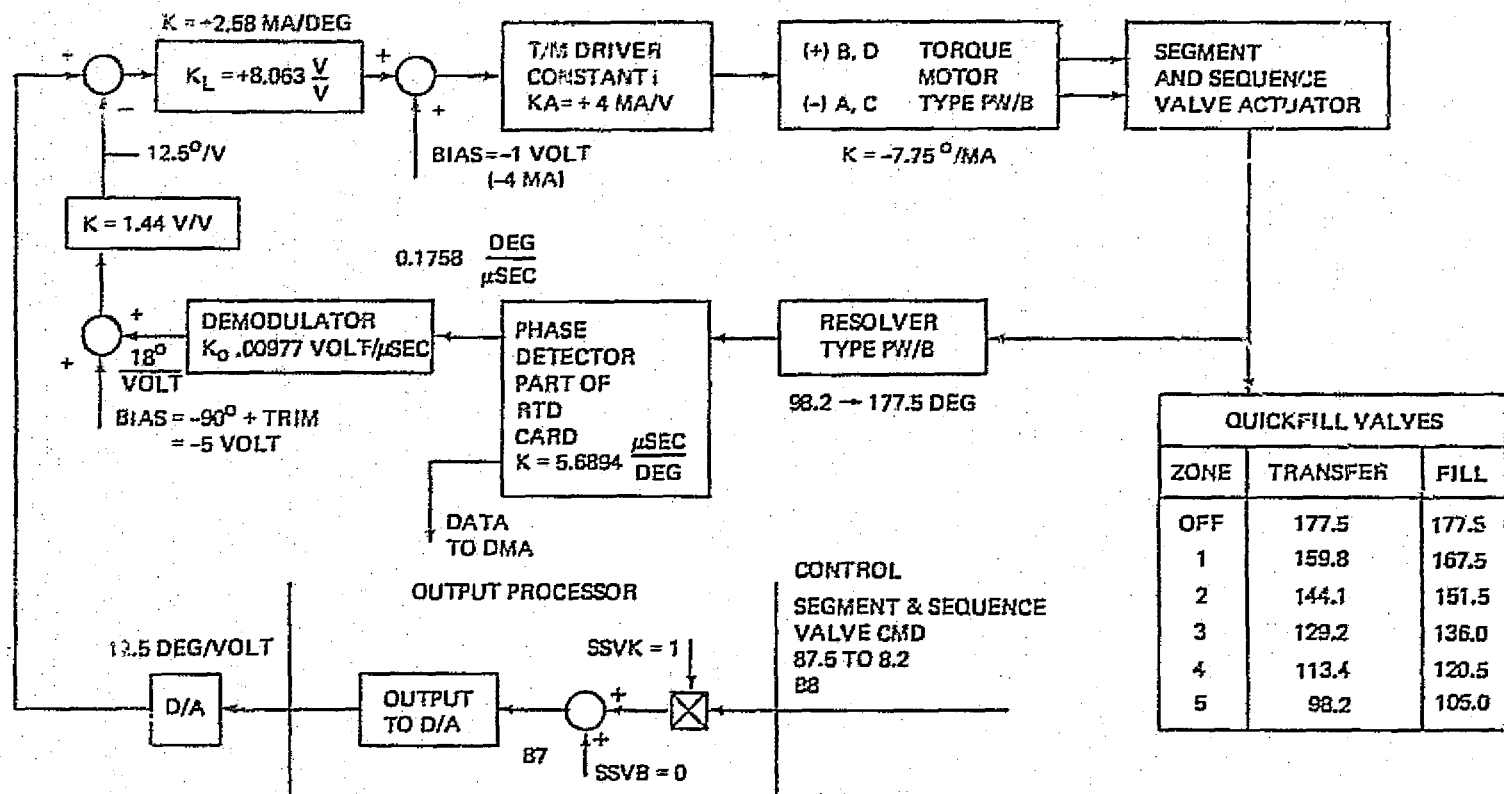 K = +2.58 MA/DEG
K_L = +8.063 V/V
T/M DRIVER
CONSTANT i
KA = + 4 MA/V
(+) B, D TORQUE
MOTOR
(-) A, C TYPE PW/B
K = -7.75 °/MA
SEGMENT
AND SEQUENCE
VALVE ACTUATOR
+
-
+
+
BIAS = -1 VOLT
(-4 MA)
12.5°/V
K = 1.44 V/V
0.1758 DEG/μSEC
+
+
DEMODULATOR
K_O .00977 VOLT/μSEC
18°/VOLT
BIAS = -90° + TRIM
= -5 VOLT
PHASE
DETECTOR
PART OF
RTD
CARD
K = 5.6894 μSEC/DEG
RESOLVER
TYPE PW/B
98.2 → 177.5 DEG
DATA
TO DMA
QUICKFILL VALVES
ZONE TRANSFER FILL
OFF 177.5 177.5
1 159.8 167.5
2 144.1 151.5
3 129.2 136.0
4 113.4 120.5
5 98.2 105.0
OUTPUT PROCESSOR
CONTROL
SEGMENT & SEQUENCE
VALVE CMD
87.5 TO 8.2
B8
12.5 DEG/VOLT
D/A
OUTPUT
TO D/A
SSVK = 1
+
+
B7
SSVB = 0